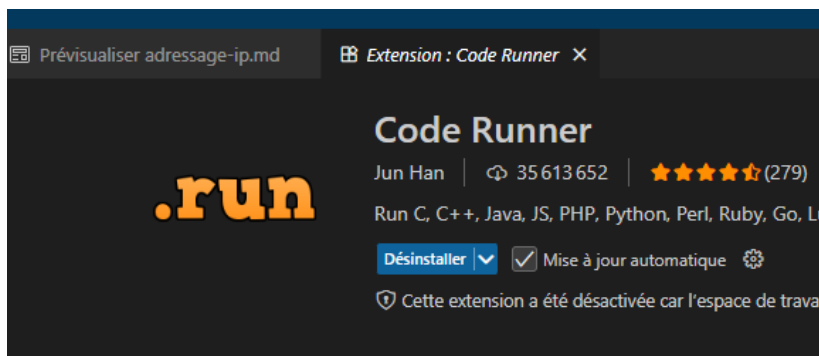 Prévisualiser adressage-ip.md
Extension : Code Runner
Code Runner
.run
Jun Han 35 613 652 (279)
Run C, C++, Java, JS, PHP, Python, Perl, Ruby, Go,
Désinstaller Mise à jour automatique
Cette extension a été désactivée car l'espace de